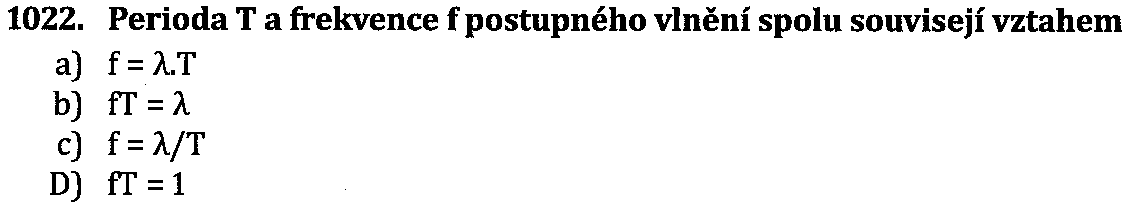 1022. Perioda T a frekvence f postupného vlnění spolu souvisejí vztahem
a) f = λ.T
b) fT = λ
c) f = λ/T
D) fT = 1